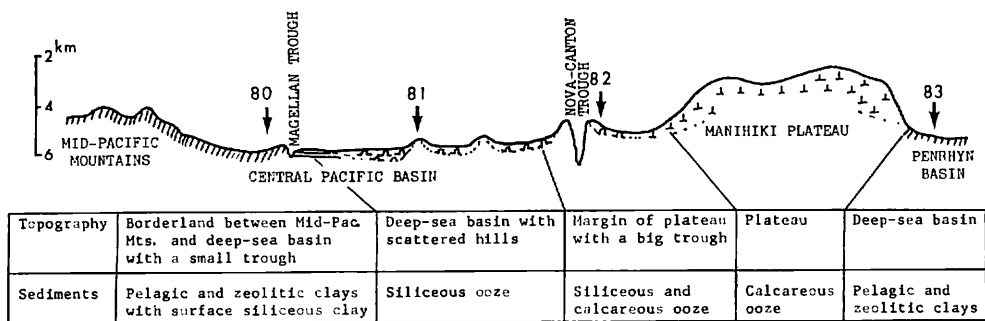 2 km
4
6
80
MAGELLAN TROUGH
81
NOVA-CANTON
TROUGH
82
83
MID-PACIFIC
MOUNTAINS
CENTRAL PACIFIC BASIN
MANIHIKI PLATEAU
PENRHYN
BASIN
Topography
Borderland between Mid-Pac.
Mts. and deep-sea basin
with a small trough
Deep-sea basin with
scattered hills
Margin of plateau
with a big trough
Plateau
Deep-sea basin
Sediments
Pelagic and zeolitic clays
with surface siliceous clay
Siliceous ooze
Siliceous and
calcareous ooze
Calcareous
ooze
Pelagic and
zeolitic clays